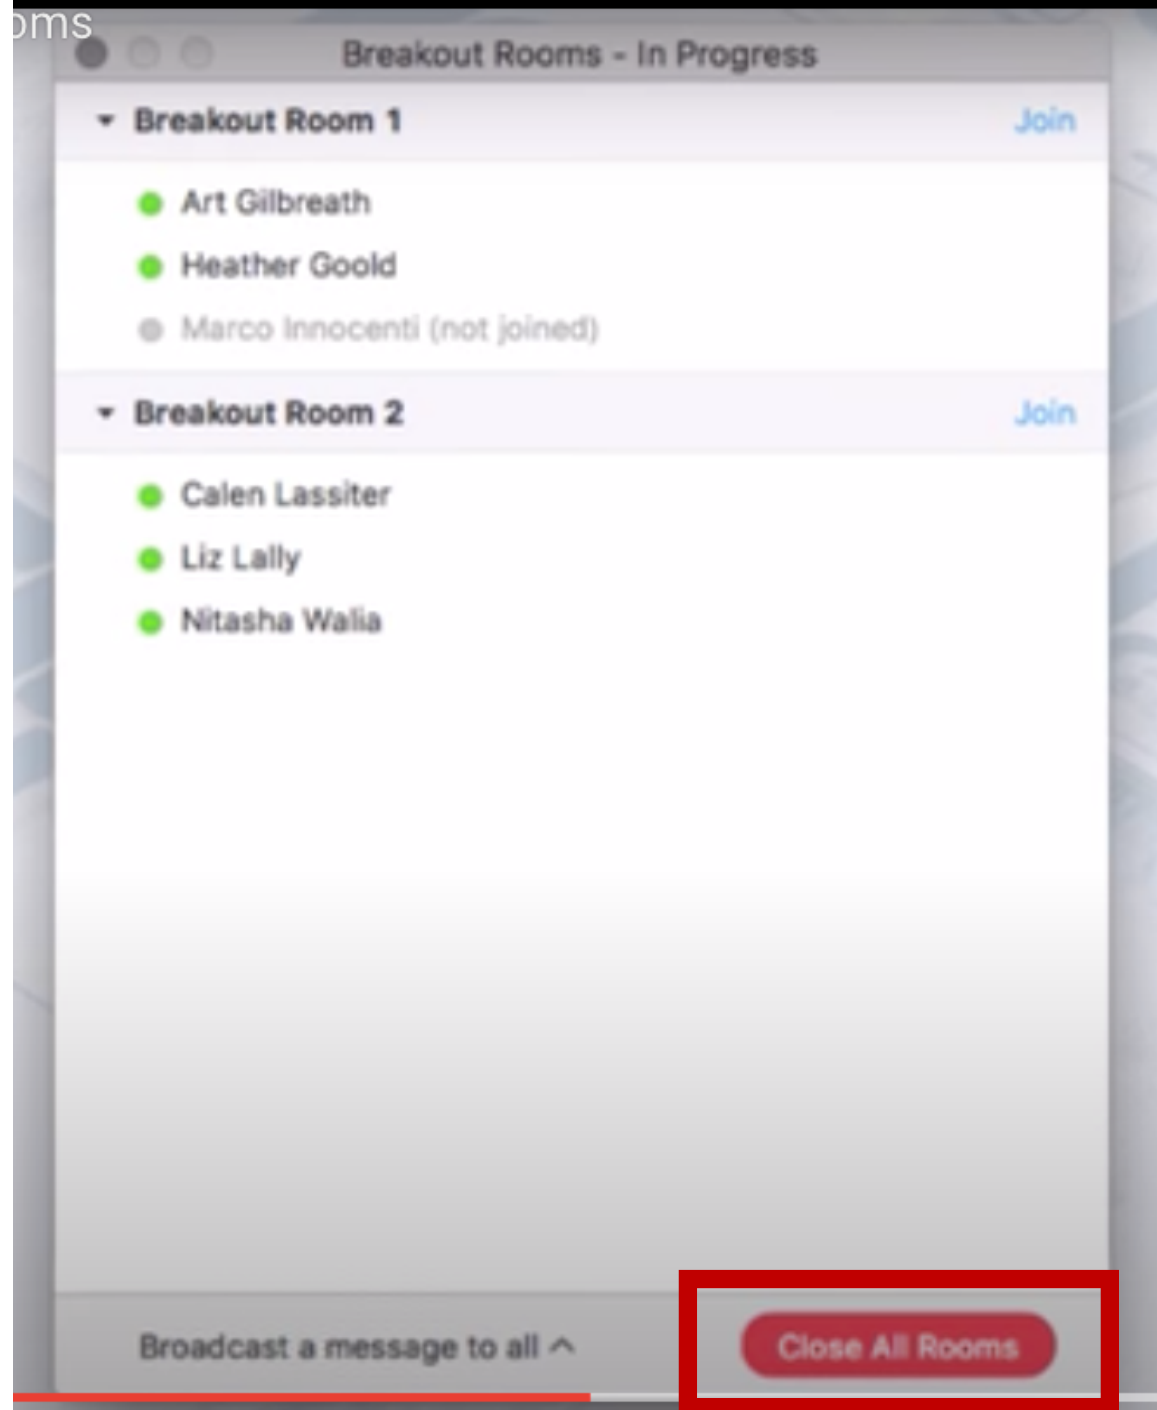 oms
Breakout Rooms - In Progress
Breakout Room 1 Join
Art Gilbreath
Heather Goold
Marco Innocenti (not joined)
Breakout Room 2 Join
Calen Lassiter
Liz Lally
Nitasha Walia
Broadcast a message to all Close All Rooms